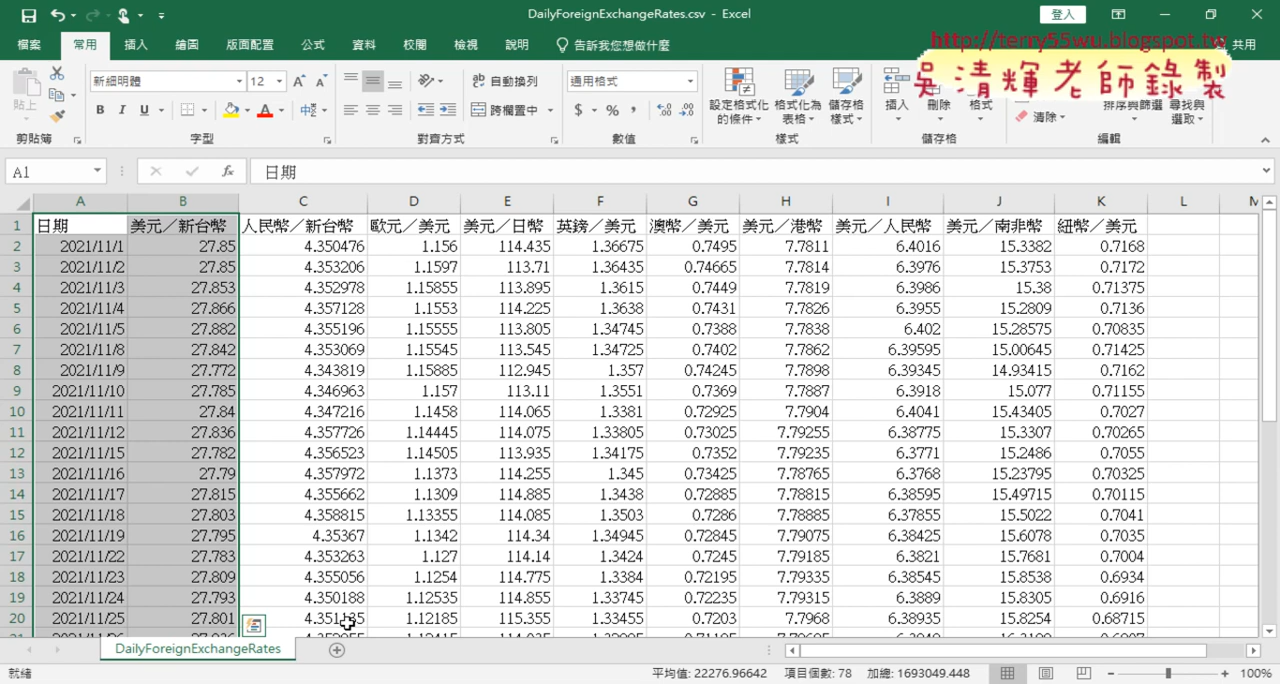 DailyForeignExchangeRates.csv - Excel
登入
檔案 常用 插入 繪圖 版面配置 公式 資料 校閱 檢視 說明 告訴我您想做什麼 共用
http://terry55wu.blogspot.tw
吳清輝老師錄製
貼上 新細明體 12 自動換列 通用格式 設定格式化的條件 格式化為表格 儲存格樣式 插入 刪除 格式 排序與篩選 尋找與選取
B I U 中 跨欄置中 $ % , 清除
剪貼簿 字型 對齊方式 數值 樣式 儲存格 編輯
A1 fx 日期
A B C D E F G H I J K L M
1 日期 美元／新台幣 人民幣／新台幣 歐元／美元 美元／日幣 英鎊／美元 澳幣／美元 美元／港幣 美元／人民幣 美元／南非幣 紐幣／美元
2 2021/11/1 27.85 4.350476 1.156 114.435 1.36675 0.7495 7.7811 6.4016 15.3382 0.7168
3 2021/11/2 27.85 4.353206 1.1597 113.71 1.36435 0.74665 7.7814 6.3976 15.3753 0.7172
4 2021/11/3 27.853 4.352978 1.15855 113.895 1.3615 0.7449 7.7819 6.3986 15.38 0.71375
5 2021/11/4 27.866 4.357128 1.1553 114.225 1.3638 0.7431 7.7826 6.3955 15.2809 0.7136
6 2021/11/5 27.882 4.355196 1.15555 113.805 1.34745 0.7388 7.7838 6.402 15.28575 0.70835
7 2021/11/8 27.842 4.353069 1.15545 113.545 1.34725 0.7402 7.7862 6.39595 15.00645 0.71425
8 2021/11/9 27.772 4.343819 1.15885 112.945 1.357 0.74245 7.7898 6.39345 14.93415 0.7162
9 2021/11/10 27.785 4.346963 1.157 113.11 1.3551 0.7369 7.7887 6.3918 15.077 0.71155
10 2021/11/11 27.84 4.347216 1.1458 114.065 1.3381 0.72925 7.7904 6.4041 15.43405 0.7027
11 2021/11/12 27.836 4.357726 1.14445 114.075 1.33805 0.73025 7.79255 6.38775 15.3307 0.70265
12 2021/11/15 27.782 4.356523 1.14505 113.935 1.34175 0.7352 7.79235 6.3771 15.2486 0.7055
13 2021/11/16 27.79 4.357972 1.1373 114.255 1.345 0.73425 7.78765 6.3768 15.23795 0.70325
14 2021/11/17 27.815 4.355662 1.1309 114.885 1.3438 0.72885 7.78815 6.38595 15.49715 0.70115
15 2021/11/18 27.803 4.358815 1.13355 114.085 1.3503 0.7286 7.78885 6.37855 15.5022 0.7041
16 2021/11/19 27.795 4.35367 1.1342 114.34 1.34945 0.72845 7.79075 6.38425 15.6078 0.7035
17 2021/11/22 27.783 4.353263 1.127 114.14 1.3424 0.7245 7.79185 6.3821 15.7681 0.7004
18 2021/11/23 27.809 4.355056 1.1254 114.775 1.3384 0.72195 7.79335 6.38545 15.8538 0.6934
19 2021/11/24 27.793 4.350188 1.12535 114.855 1.33745 0.72235 7.79315 6.3889 15.8305 0.6916
20 2021/11/25 27.801 1.12185 115.355 1.33455 0.7203 7.7968 6.38935 15.8254 0.68715
DailyForeignExchangeRates
就緒 平均值: 22276.96642 項目個數: 78 加總: 1693049.448 100%